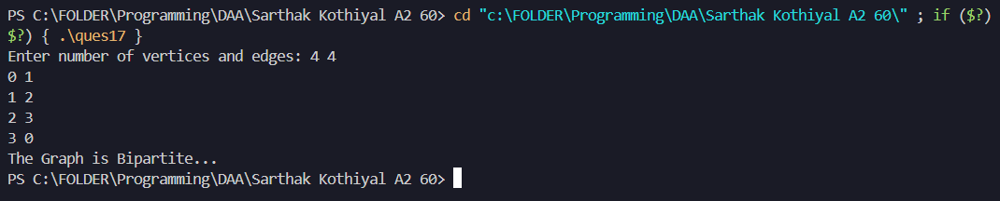 PS C:\FOLDER\Programming\DAA\Sarthak Kothiyal A2 60> cd "c:\FOLDER\Programming\DAA\Sarthak Kothiyal A2 60\" ; if ($?)
$?) { .\ques17 }
Enter number of vertices and edges: 4 4
0 1
1 2
2 3
3 0
The Graph is Bipartite...
PS C:\FOLDER\Programming\DAA\Sarthak Kothiyal A2 60>